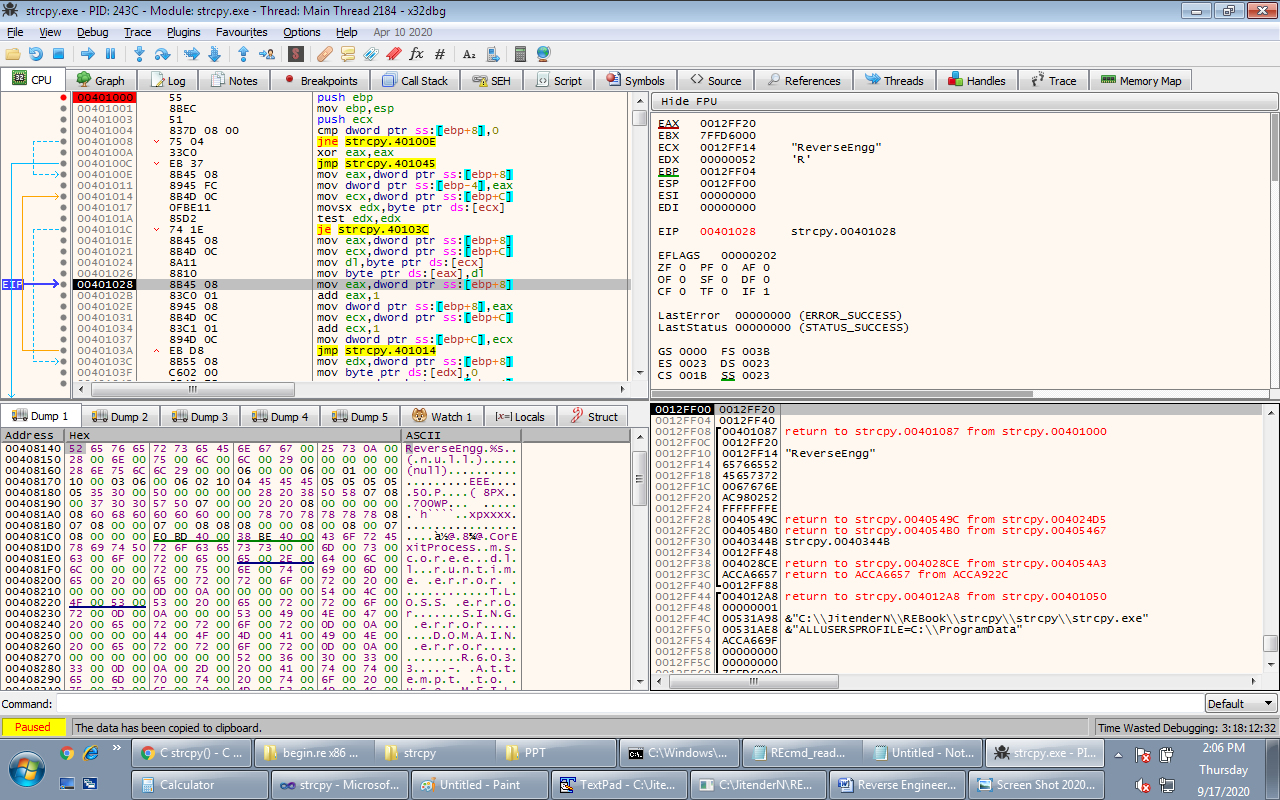 strcpy.exe - PID: 243C - Module: strcpy.exe - Thread: Main Thread 2184 - x32dbg
File View Debug Trace Plugins Favourites Options Help Apr 10 2020
CPU Graph Log Notes Breakpoints Call Stack SEH Script Symbols Source References Threads Handles Trace Memory Map
00401000 55 push ebp
00401001 8BEC mov ebp,esp
00401003 51 push ecx
00401004 837D 08 00 cmp dword ptr ss:[ebp+8],0
00401008 75 04 jne strcpy.40100E
0040100A 33C0 xor eax,eax
0040100C EB 37 jmp strcpy.401045
0040100E 8B45 08 mov eax,dword ptr ss:[ebp+8]
00401011 8945 FC mov dword ptr ss:[ebp-4],eax
00401014 8B4D 0C mov ecx,dword ptr ss:[ebp+C]
00401017 0FBE11 movsx edx,byte ptr ds:[ecx]
0040101A 85D2 test edx,edx
0040101C 74 1E je strcpy.40103C
0040101E 8B45 08 mov eax,dword ptr ss:[ebp+8]
00401021 8B4D 0C mov ecx,dword ptr ss:[ebp+C]
00401024 8A11 mov dl,byte ptr ds:[ecx]
00401026 8810 mov byte ptr ds:[eax],dl
EIP 00401028 8B45 08 mov eax,dword ptr ss:[ebp+8]
0040102B 83C0 01 add eax,1
0040102E 8945 08 mov dword ptr ss:[ebp+8],eax
00401031 8B4D 0C mov ecx,dword ptr ss:[ebp+C]
00401034 83C1 01 add ecx,1
00401037 894D 0C mov dword ptr ss:[ebp+C],ecx
0040103A EB D8 jmp strcpy.401014
0040103C 8B55 08 mov edx,dword ptr ss:[ebp+8]
0040103F C602 00 mov byte ptr ds:[edx],0
Hide FPU
EAX 0012FF20
EBX 7FFD6000
ECX 0012FF14 "ReverseEngg"
EDX 00000052 'R'
EBP 0012FF04
ESP 0012FF00
ESI 00000000
EDI 00000000
EIP 00401028 strcpy.00401028
EFLAGS 00000202
ZF 0 PF 0 AF 0
OF 0 SF 0 DF 0
CF 0 TF 0 IF 1
LastError 00000000 (ERROR_SUCCESS)
LastStatus 00000000 (STATUS_SUCCESS)
GS 0000 FS 003B
ES 0023 DS 0023
CS 001B SS 0023
Dump 1 Dump 2 Dump 3 Dump 4 Dump 5 Watch 1 Locals Struct
Address Hex ASCII
00408140 52 65 76 65 72 73 65 45 6E 67 67 00 25 73 0A 00 ReverseEngg.%s..
00408150 28 00 6E 00 75 00 6C 00 6C 00 29 00 00 00 00 00 (.n.u.l.l.).....
00408160 28 6E 75 6C 6C 29 00 00 06 00 00 06 00 01 00 00 (null)..........
00408170 10 00 03 06 00 06 02 10 04 45 45 45 05 05 05 05 .........EEE....
00408180 05 35 30 00 50 00 00 00 00 28 20 38 50 58 07 08 .50.P....( 8PX..
00408190 00 37 30 30 57 50 07 00 00 20 20 08 00 00 00 00 .700WP...  .....
004081A0 08 60 68 60 60 60 60 00 00 78 70 78 78 78 78 08 .`h````..xpxxxx.
004081B0 07 08 00 00 07 00 08 08 08 00 00 08 00 08 00 07 ................
004081C0 08 00 00 00 E0 BD 40 00 38 BE 40 00 43 6F 72 45 ....à½@.8¾@.CorE
004081D0 78 69 74 50 72 6F 63 65 73 73 00 00 6D 00 73 00 xitProcess..m.s.
004081E0 63 00 6F 00 72 00 65 00 65 00 2E 00 64 00 6C 00 c.o.r.e.e...d.l.
004081F0 6C 00 00 00 72 00 75 00 6E 00 74 00 69 00 6D 00 l...r.u.n.t.i.m.
00408200 65 00 20 00 65 00 72 00 72 00 6F 00 72 00 20 00 e. .e.r.r.o.r. .
00408210 00 00 00 00 0D 00 0A 00 00 00 00 00 54 00 4C 00 ............T.L.
00408220 4F 00 53 00 53 00 20 00 65 00 72 00 72 00 6F 00 O.S.S. .e.r.r.o.
00408230 72 00 0D 00 0A 00 00 00 53 00 49 00 4E 00 47 00 r.......S.I.N.G.
00408240 20 00 65 00 72 00 72 00 6F 00 72 00 0D 00 0A 00 .e.r.r.o.r.....
00408250 00 00 00 00 44 00 4F 00 4D 00 41 00 49 00 4E 00 ....D.O.M.A.I.N.
00408260 20 00 65 00 72 00 72 00 6F 00 72 00 0D 00 0A 00 .e.r.r.o.r.....
00408270 00 00 00 00 00 00 00 00 52 00 36 00 30 00 33 00 ........R.6.0.3.
00408280 33 00 0D 00 0A 00 2D 00 20 00 41 00 74 00 74 00 3.....-. .A.t.t.
00408290 65 00 6D 00 70 00 74 00 20 00 74 00 6F 00 20 00 e.m.p.t. .t.o. .
0012FF00 0012FF20
0012FF04 0012FF40
0012FF08 00401087 return to strcpy.00401087 from strcpy.00401000
0012FF0C 0012FF20
0012FF10 0012FF14 "ReverseEngg"
0012FF14 65766552
0012FF18 45657372
0012FF1C 0067676E
0012FF20 AC980252
0012FF24 FFFFFFFE
0012FF28 0040549C return to strcpy.0040549C from strcpy.004024D5
0012FF2C 004054B0 return to strcpy.004054B0 from strcpy.00405467
0012FF30 0040344B strcpy.0040344B
0012FF34 0012FF48
0012FF38 004028CE return to strcpy.004028CE from strcpy.004054A3
0012FF3C ACCA6657 return to ACCA6657 from ACCA922C
0012FF40 0012FF88
0012FF44 004012A8 return to strcpy.004012A8 from strcpy.00401050
0012FF48 00000001
0012FF4C 00531A98 &"C:\\JitenderN\\REBook\\strcpy\\strcpy\\strcpy.exe"
0012FF50 00531AE8 &"ALLUSERSPROFILE=C:\\ProgramData"
0012FF54 ACCA669F
0012FF58 00000000
0012FF5C 00000000
Command: Default
Paused The data has been copied to clipboard. Time Wasted Debugging: 3:18:12:32
C strcpy() - C ... begin.re x86 ... strcpy PPT C:\Windows\... REcmd_read... Untitled - Not... strcpy.exe - PI... 2:06 PM
Thursday
Calculator strcpy - Microsof... Untitled - Paint TextPad - C:\Jite... C:\JitenderN\RE... Reverse Engineer... Screen Shot 2020... 9/17/2020